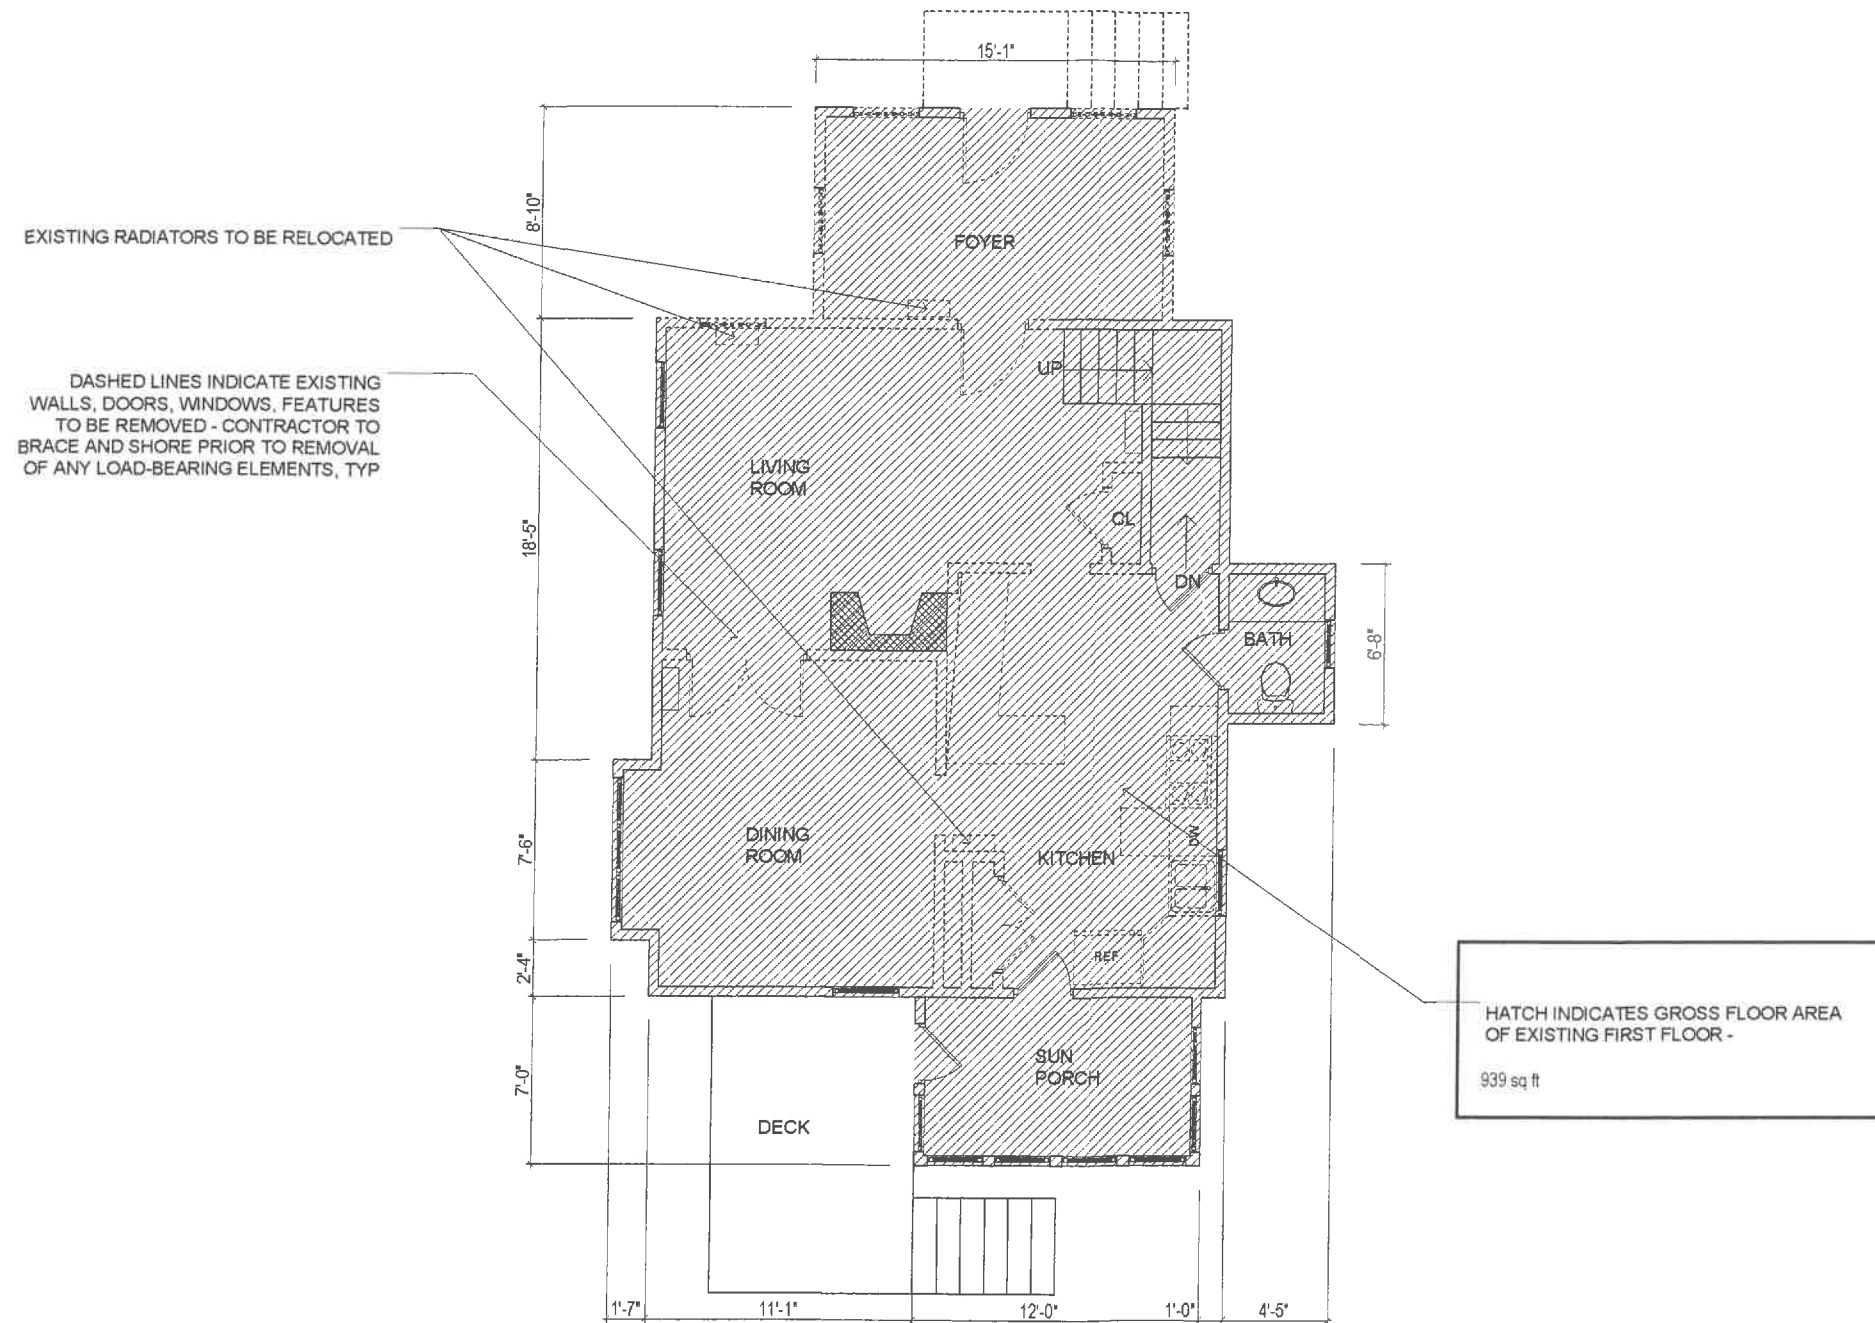 15'-1"
8'-10"
FOYER
EXISTING RADIATORS TO BE RELOCATED
UP
DASHED LINES INDICATE EXISTING
WALLS, DOORS, WINDOWS, FEATURES
TO BE REMOVED - CONTRACTOR TO
BRACE AND SHORE PRIOR TO REMOVAL
OF ANY LOAD-BEARING ELEMENTS, TYP
LIVING
ROOM
CL
18'-5"
DN
BATH
6'-8"
DINING
ROOM
7'-6"
KITCHEN
DW
REF
2'-4"
HATCH INDICATES GROSS FLOOR AREA
OF EXISTING FIRST FLOOR -
939 sq ft
SUN
PORCH
7'-0"
DECK
1'-7"
11'-1"
12'-0"
1'-0"
4'-5"